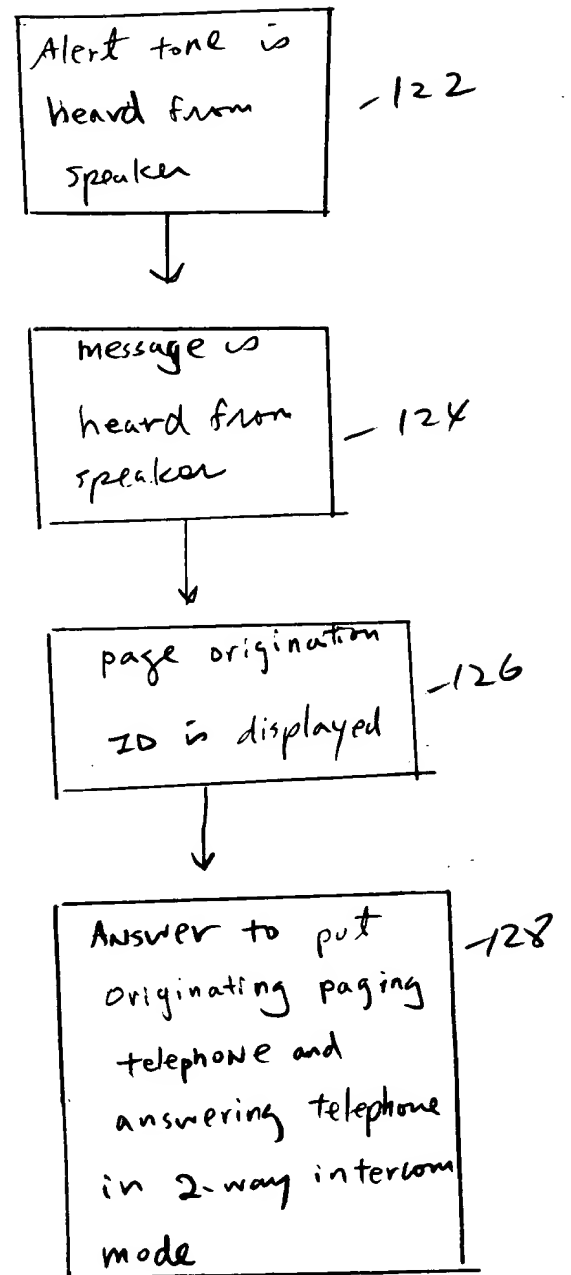 Alert tone is
heard from
speaker
122
message is
heard from
speaker
124
page origination
ID is displayed
126
Answer to put
originating paging
telephone and
answering telephone
in 2-way intercom
mode
128